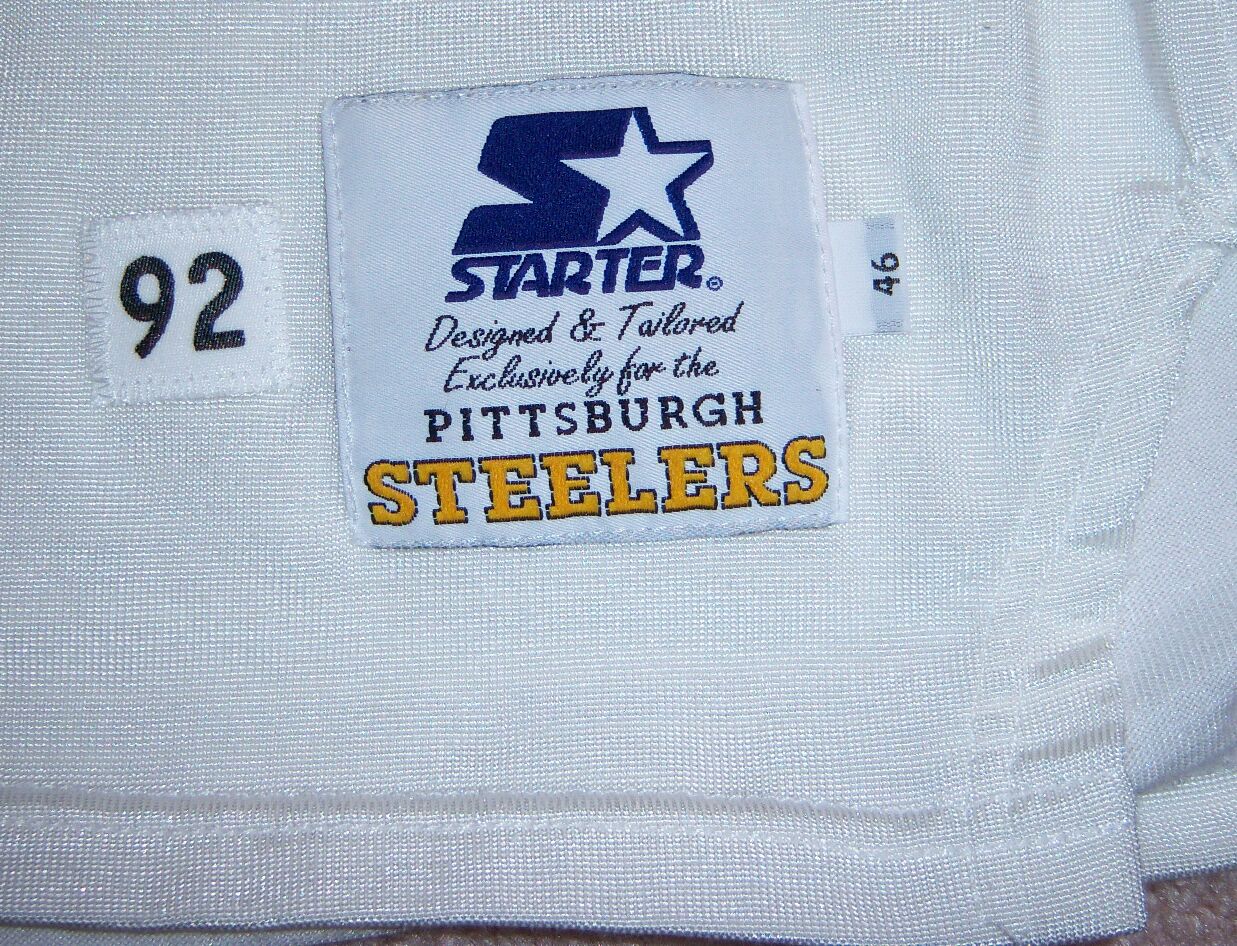 92
STARTER®
Designed & Tailored
Exclusively for the
PITTSBURGH
STEELERS
46